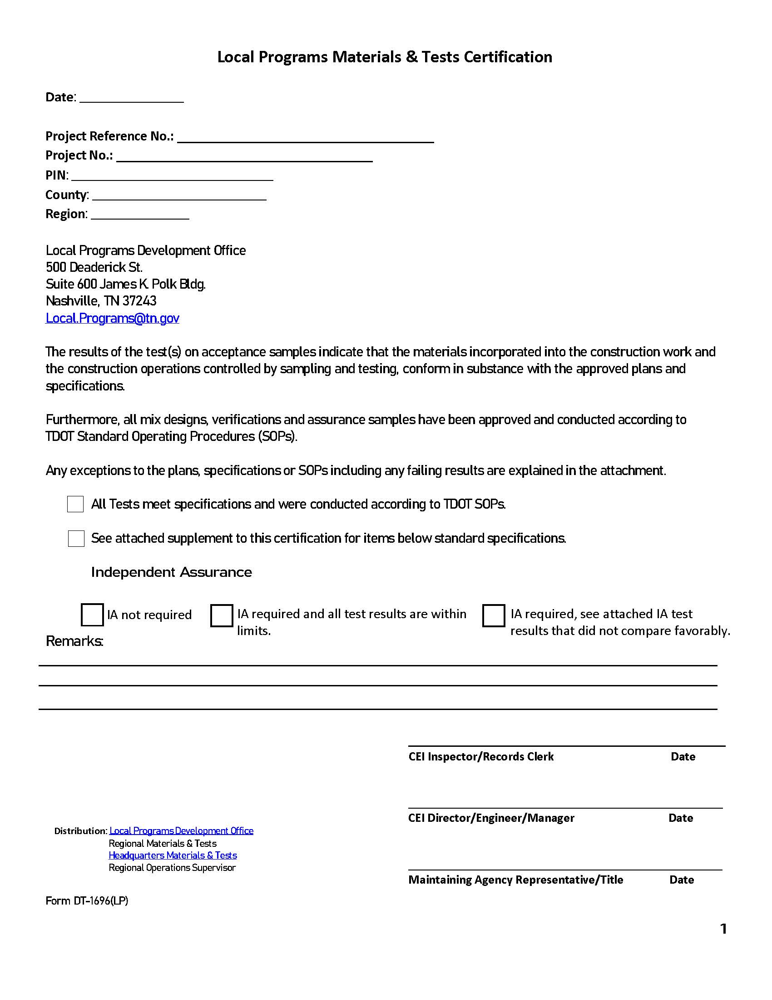 Local Programs Materials & Tests Certification
Date: _______________
Project Reference No.: _______________
Project No.: _______________
PIN: _______________
County: _______________
Region: _______________
Local Programs Development Office
500 Deaderick St.
Suite 600 James K. Polk Bldg.
Nashville, TN 37243
Local.Programs@tn.gov
The results of the test(s) on acceptance samples indicate that the materials incorporated into the construction work and
the construction operations controlled by sampling and testing, conform in substance with the approved plans and
specifications.
Furthermore, all mix designs, verifications and assurance samples have been approved and conducted according to
TDOT Standard Operating Procedures (SOPs).
Any exceptions to the plans, specifications or SOPs including any failing results are explained in the attachment.
All Tests meet specifications and were conducted according to TDOT SOPs.
See attached supplement to this certification for items below standard specifications.
Independent Assurance
IA not required
IA required and all test results are within
limits.
IA required, see attached IA test
results that did not compare favorably.
Remarks:
CEI Inspector/Records Clerk Date
CEI Director/Engineer/Manager Date
Distribution: Local Programs Development Office
Regional Materials & Tests
Headquarters Materials & Tests
Regional Operations Supervisor
Maintaining Agency Representative/Title Date
Form DT-1696(LP)
1